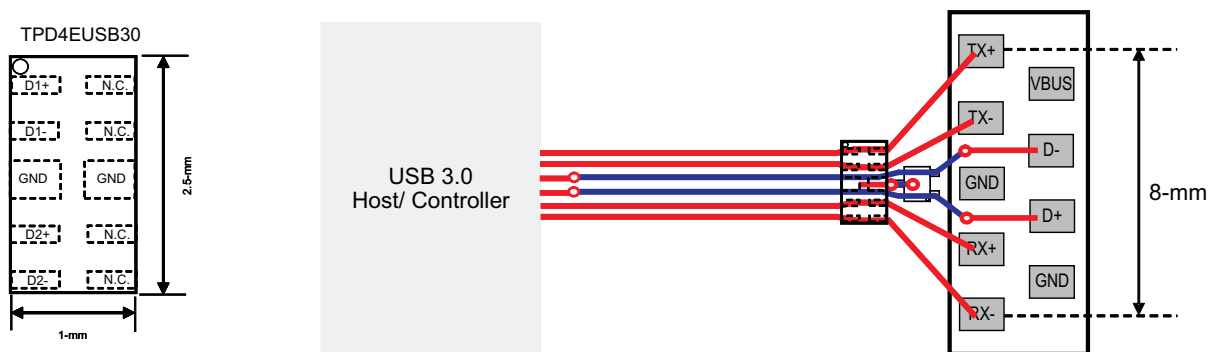 TPD4EUSB30
D1+ N.C.
D1- N.C.
GND GND
D2+ N.C.
D2- N.C.
2.5-mm
1-mm
USB 3.0
Host/ Controller
TX+
VBUS
TX-
D-
GND
D+
RX+
GND
RX-
8-mm